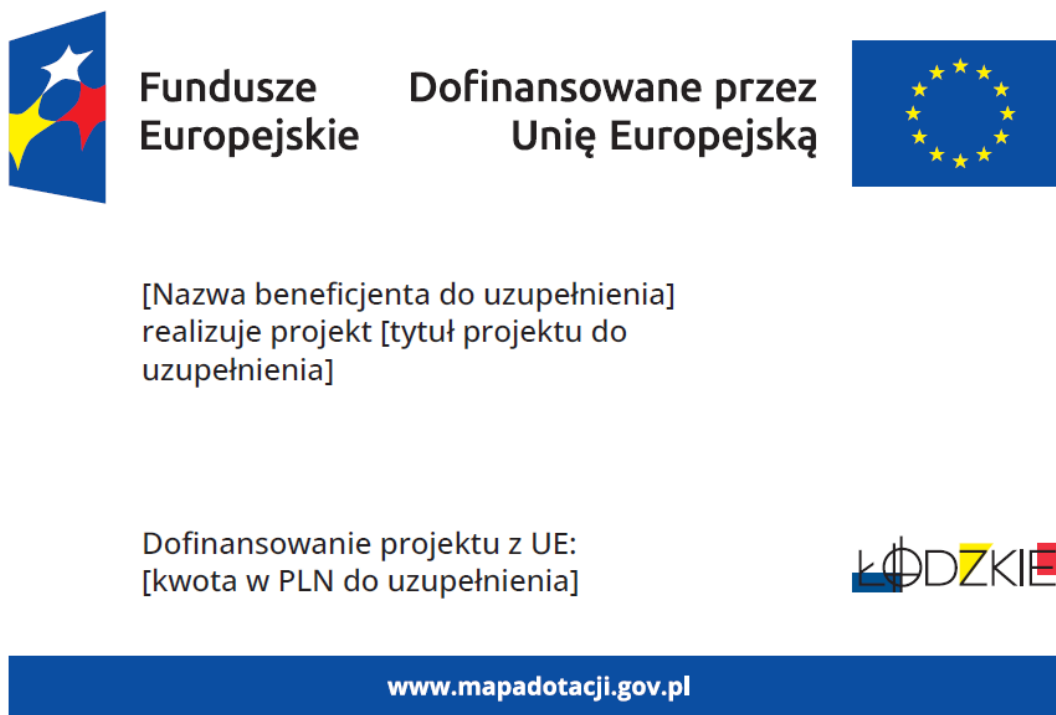 Fundusze
Europejskie
Dofinansowane przez
Unię Europejską
[Nazwa beneficjenta do uzupełnienia]
realizuje projekt [tytuł projektu do
uzupełnienia]
Dofinansowanie projektu z UE:
[kwota w PLN do uzupełnienia]
ŁÓDZKIE
www.mapadotacji.gov.pl